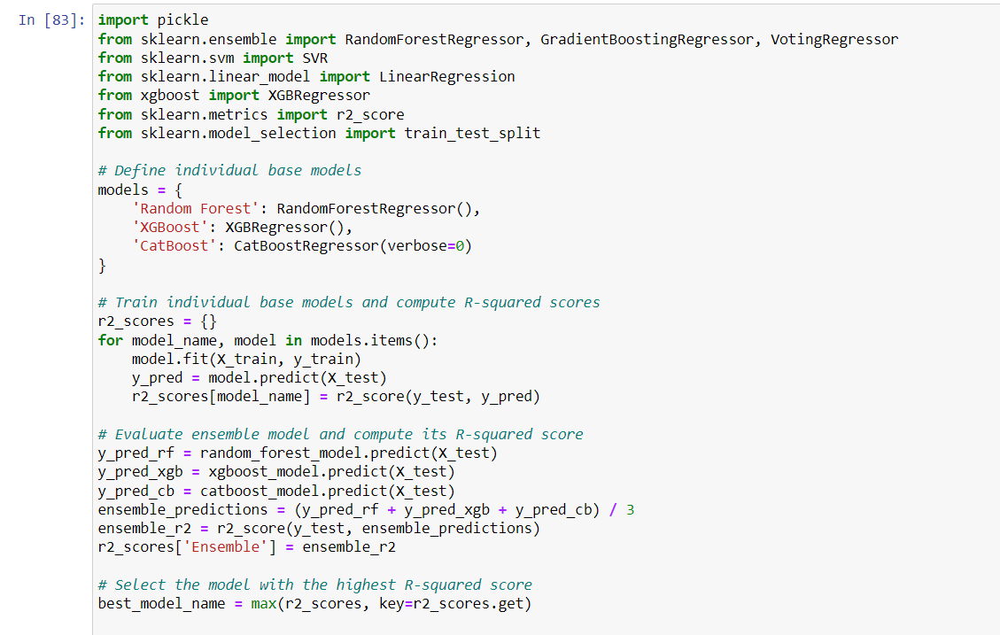 In [83]:
import pickle
from sklearn.ensemble import RandomForestRegressor, GradientBoostingRegressor, VotingRegressor
from sklearn.svm import SVR
from sklearn.linear_model import LinearRegression
from xgboost import XGBRegressor
from sklearn.metrics import r2_score
from sklearn.model_selection import train_test_split

# Define individual base models
models = {
    'Random Forest': RandomForestRegressor(),
    'XGBoost': XGBRegressor(),
    'CatBoost': CatBoostRegressor(verbose=0)
}

# Train individual base models and compute R-squared scores
r2_scores = {}
for model_name, model in models.items():
    model.fit(X_train, y_train)
    y_pred = model.predict(X_test)
    r2_scores[model_name] = r2_score(y_test, y_pred)

# Evaluate ensemble model and compute its R-squared score
y_pred_rf = random_forest_model.predict(X_test)
y_pred_xgb = xgboost_model.predict(X_test)
y_pred_cb = catboost_model.predict(X_test)
ensemble_predictions = (y_pred_rf + y_pred_xgb + y_pred_cb) / 3
ensemble_r2 = r2_score(y_test, ensemble_predictions)
r2_scores['Ensemble'] = ensemble_r2

# Select the model with the highest R-squared score
best_model_name = max(r2_scores, key=r2_scores.get)